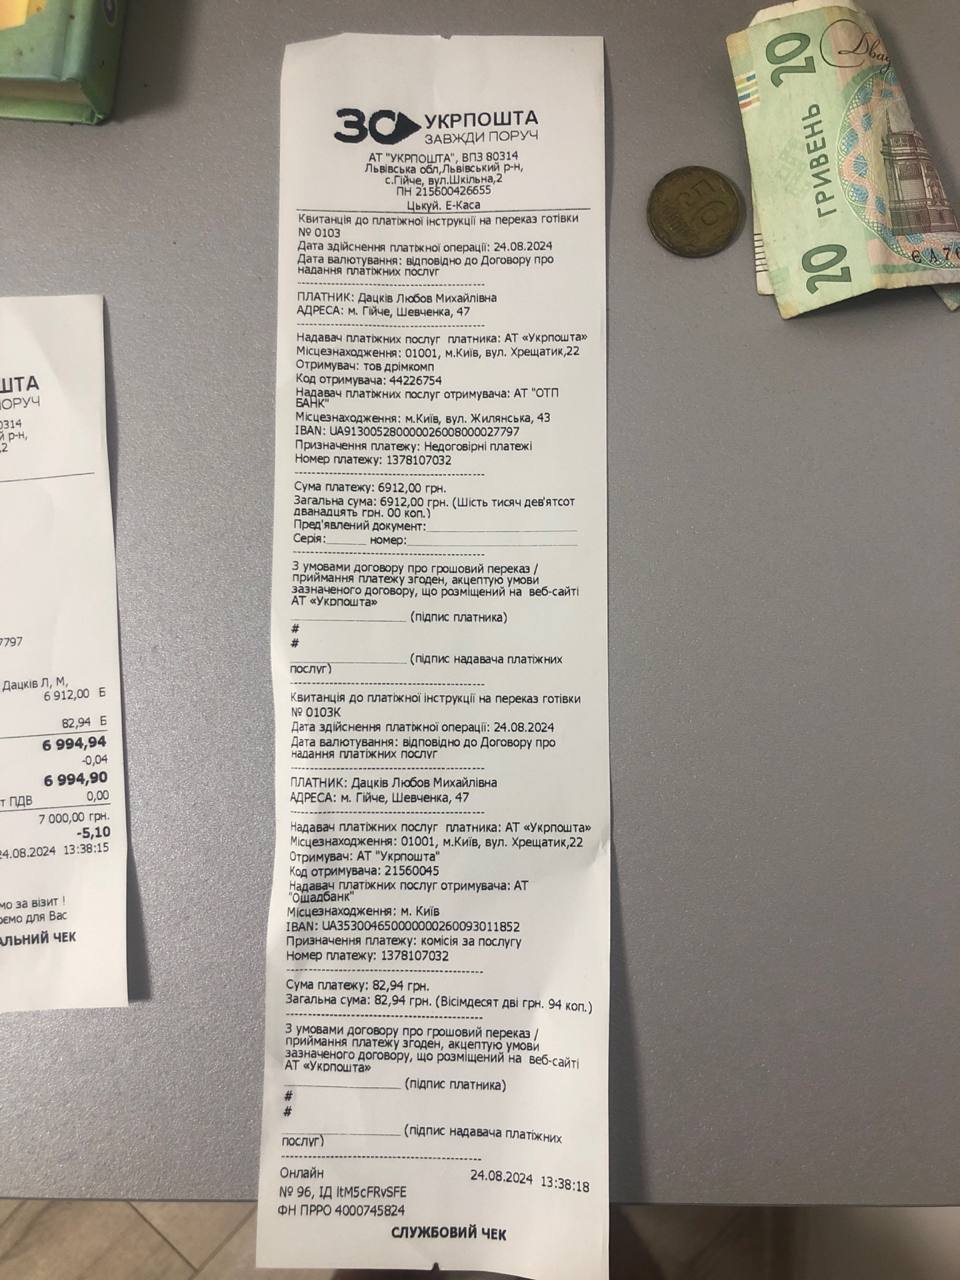 30 УКРПОШТА
ЗАВЖДИ ПОРУЧ
АТ "УКРПОШТА", ВПЗ 80314
Львівська обл,Львівський р-н,
с.Гійче, вул.Шкільна,2
ПН 215600426655
Цькуй. Е-Каса
Квитанція до платіжної інструкції на переказ готівки
№ 0103
Дата здійснення платіжної операції: 24.08.2024
Дата валютування: відповідно до Договору про
надання платіжних послуг
ПЛАТНИК: Дацків Любов Михайлівна
АДРЕСА: м. Гійче, Шевченка, 47
Надавач платіжних послуг платника: АТ «Укрпошта»
Місцезнаходження: 01001, м.Київ, вул. Хрещатик,22
Отримувач: тов дрімкомп
Код отримувача: 44226754
Надавач платіжних послуг отримувача: АТ "ОТП
БАНК"
Місцезнаходження: м.Київ, вул. Жилянська, 43
IBAN: UA913005280000026008000027797
Призначення платежу: Недоговірні платежі
Номер платежу: 1378107032
Сума платежу: 6912,00 грн.
Загальна сума: 6912,00 грн. (Шість тисяч дев'ятсот
дванадцять грн. 00 коп.)
Пред'явлений документ:
Серія:______ номер:
З умовами договору про грошовий переказ /
приймання платежу згоден, акцептую умови
зазначеного договору, що розміщений на веб-сайті
АТ «Укрпошта»
(підпис платника)
#
#
(підпис надавача платіжних
послуг)
Квитанція до платіжної інструкції на переказ готівки
№ 0103К
Дата здійснення платіжної операції: 24.08.2024
Дата валютування: відповідно до Договору про
надання платіжних послуг
ПЛАТНИК: Дацків Любов Михайлівна
АДРЕСА: м. Гійче, Шевченка, 47
Надавач платіжних послуг платника: АТ «Укрпошта»
Місцезнаходження: 01001, м.Київ, вул. Хрещатик,22
Отримувач: АТ "Укрпошта"
Код отримувача: 21560045
Надавач платіжних послуг отримувача: АТ
"Ощадбанк"
Місцезнаходження: м. Київ
IBAN: UA353004650000000260093011852
Призначення платежу: комісія за послугу
Номер платежу: 1378107032
Сума платежу: 82,94 грн.
Загальна сума: 82,94 грн. (Вісімдесят дві грн. 94 коп.)
З умовами договору про грошовий переказ /
приймання платежу згоден, акцептую умови
зазначеного договору, що розміщений на веб-сайті
АТ «Укрпошта»
(підпис платника)
#
#
(підпис надавача платіжних
послуг)
Онлайн 24.08.2024 13:38:18
№ 96, ІД ItM5cFRvSFE
ФН ПРРО 4000745824
СЛУЖБОВИЙ ЧЕК
ШТА
ПОРУЧ
0314
й р-н,
,2
7797
Дацків Л, М,
6 912,00 Б
82,94 Б
6 994,94
-0,04
6 994,90
т ПДВ 0,00
7 000,00 грн.
-5,10
24.08.2024 13:38:15
мо за візит !
ємо для Вас
АЛЬНИЙ ЧЕК
20 ГРИВЕНЬ 20
Двад
ЄА76